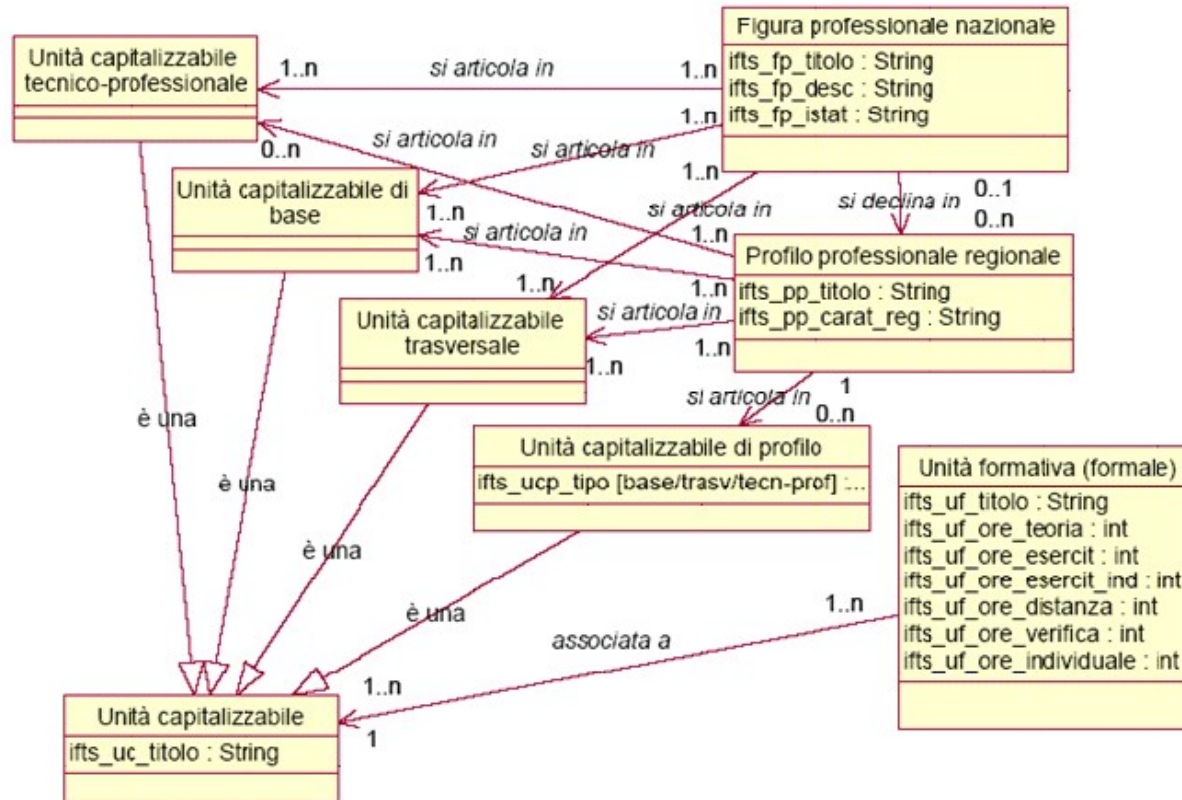 Figura professionale nazionale
ifts_fp_titolo : String
ifts_fp_desc : String
ifts_fp_istat : String
Unità capitalizzabile
tecnico-professionale
1..n
si articola in
1..n
1..n
si articola in
0..n
si articola in
1..n
Unità capitalizzabile di
base
1..n
si articola in
si declina in
0..1
0..n
1..n
si articola in
1..n
Profilo professionale regionale
ifts_pp_titolo : String
ifts_pp_carat_reg : String
1..n
1..n
si articola in
1..n
1..n
Unità capitalizzabile
trasversale
1
si articola in
0..n
è una
Unità capitalizzabile di profilo
ifts_ucp_tipo [base/trasv/tecn-prof] :...
Unità formativa (formale)
ifts_uf_titolo : String
ifts_uf_ore_teoria : int
ifts_uf_ore_esercit : int
ifts_uf_ore_esercit_ind : int
ifts_uf_ore_distanza : int
ifts_uf_ore_verifica : int
ifts_uf_ore_individuale : int
è una
è una
è una
1..n
associata a
1..n
1
Unità capitalizzabile
ifts_uc_titolo : String